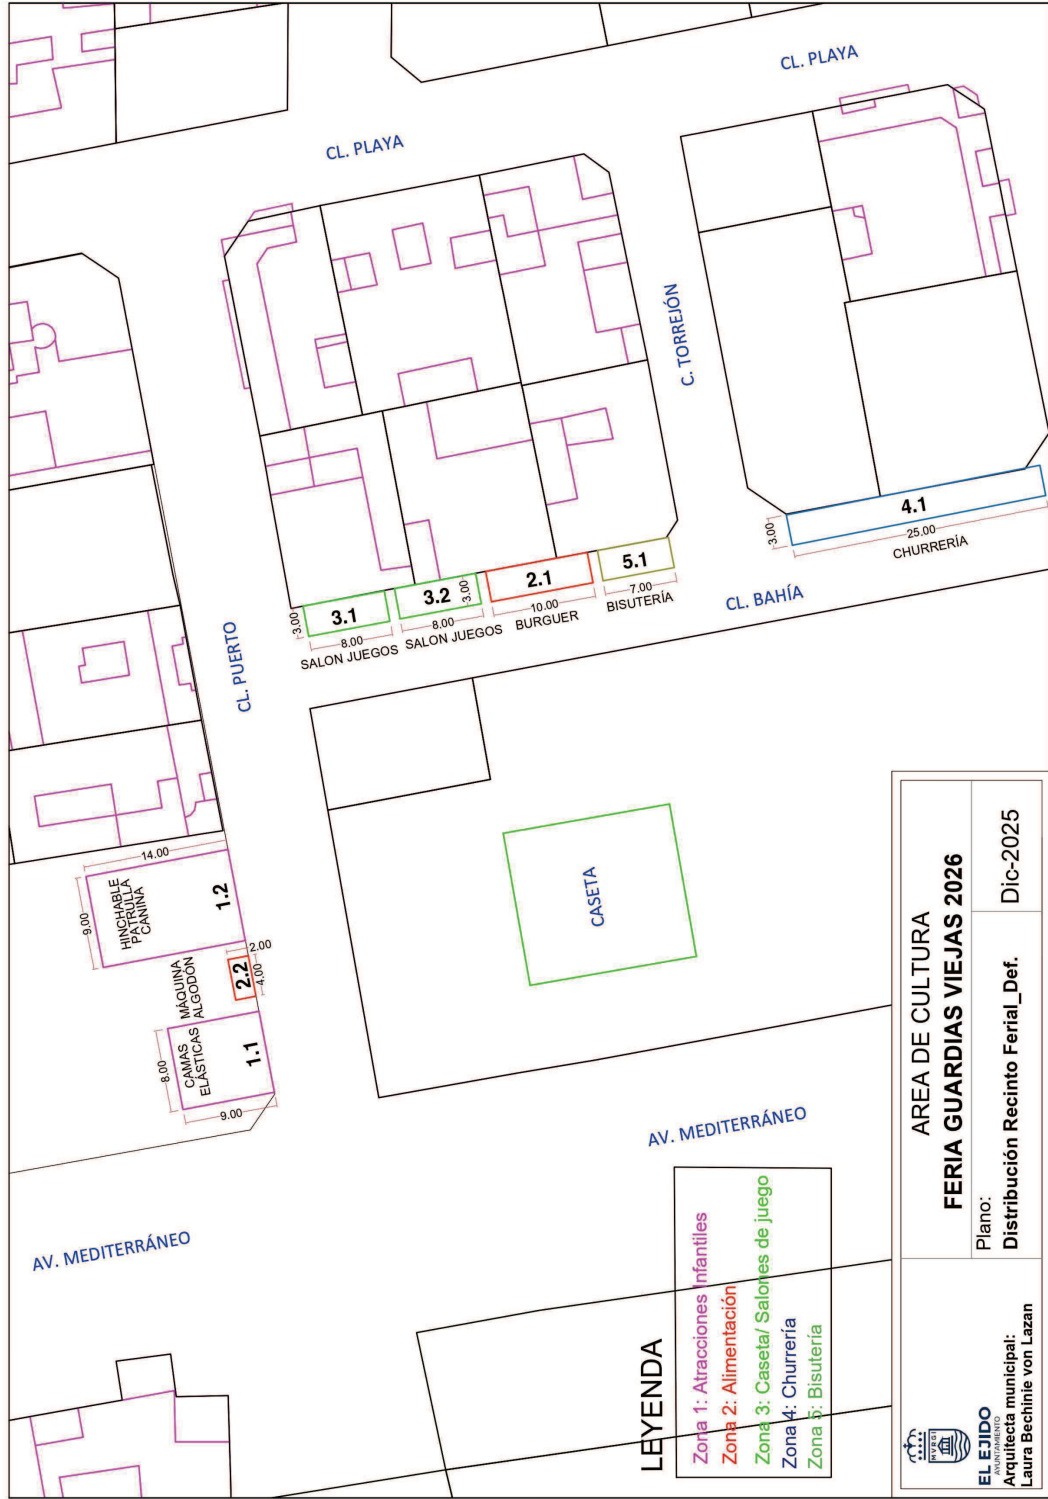 CL. PLAYA
CL. PLAYA
C. TORREJÓN
CL. PUERTO
CL. BAHÍA
AV. MEDITERRÁNEO
AV. MEDITERRÁNEO
CASETA
9.00
14.00
HINCHABLE
PATRULLA
CANINA
1.2
2.00
MÁQUINA
ALGODÓN
2.2
4.00
8.00
CAMAS
ELÁSTICAS
1.1
9.00
3.00
3.1
8.00
SALON JUEGOS
3.2
3.00
8.00
SALON JUEGOS
2.1
10.00
BURGUER
5.1
7.00
BISUTERÍA
3.00
4.1
25.00
CHURRERÍA
LEYENDA
Zona 1: Atracciones Infantiles
Zona 2: Alimentación
Zona 3: Caseta/ Salones de juego
Zona 4: Churrería
Zona 5: Bisutería
MVRGI
EL EJIDO
AYUNTAMIENTO
Arquitecta municipal:
Laura Bechinie von Lazan
AREA DE CULTURA
FERIA GUARDIAS VIEJAS 2026
Plano:
Distribución Recinto Ferial_Def.
Dic-2025